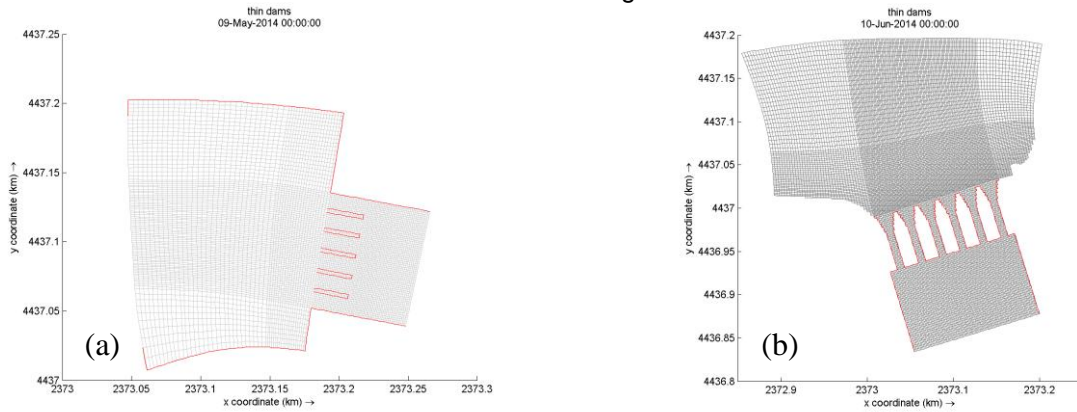 thin dams
09-May-2014 00:00:00
4437.25
4437.2
4437.15
4437.1
4437.05
4437
y coordinate (km) →
(a)
2373
2373.05
2373.1
2373.15
2373.2
2373.25
2373.3
x coordinate (km) →
thin dams
10-Jun-2014 00:00:00
4437.2
4437.15
4437.1
4437.05
4437
4436.95
4436.9
4436.85
4436.8
y coordinate (km) →
(b)
2372.9
2373
2373.1
2373.2
x coordinate (km) →